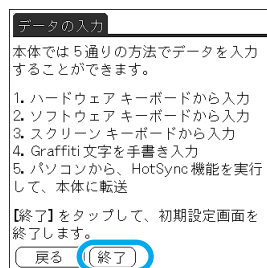 データの入力
本体では5通りの方法でデータを入力
することができます。
1. ハードウェア キーボードから入力
2. ソフトウェア キーボードから入力
3. スクリーン キーボードから入力
4. Graffiti 文字を手書き入力
5. パソコンから、HotSync 機能を実行
して、本体に転送
【終了】をタップして、初期設定画面を
終了します。
戻る 終了